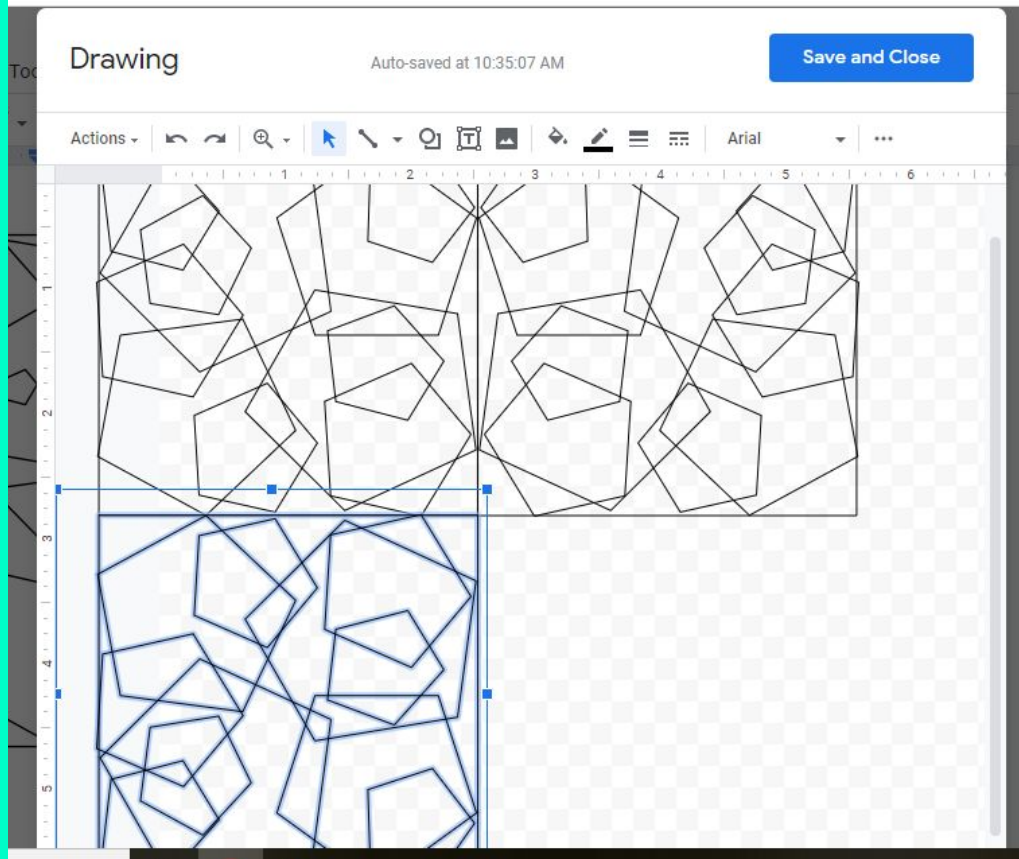 Drawing
Auto-saved at 10:35:07 AM
Save and Close
Too
Actions
Arial
1 2 3 4 5 6
1
2
3
4
5